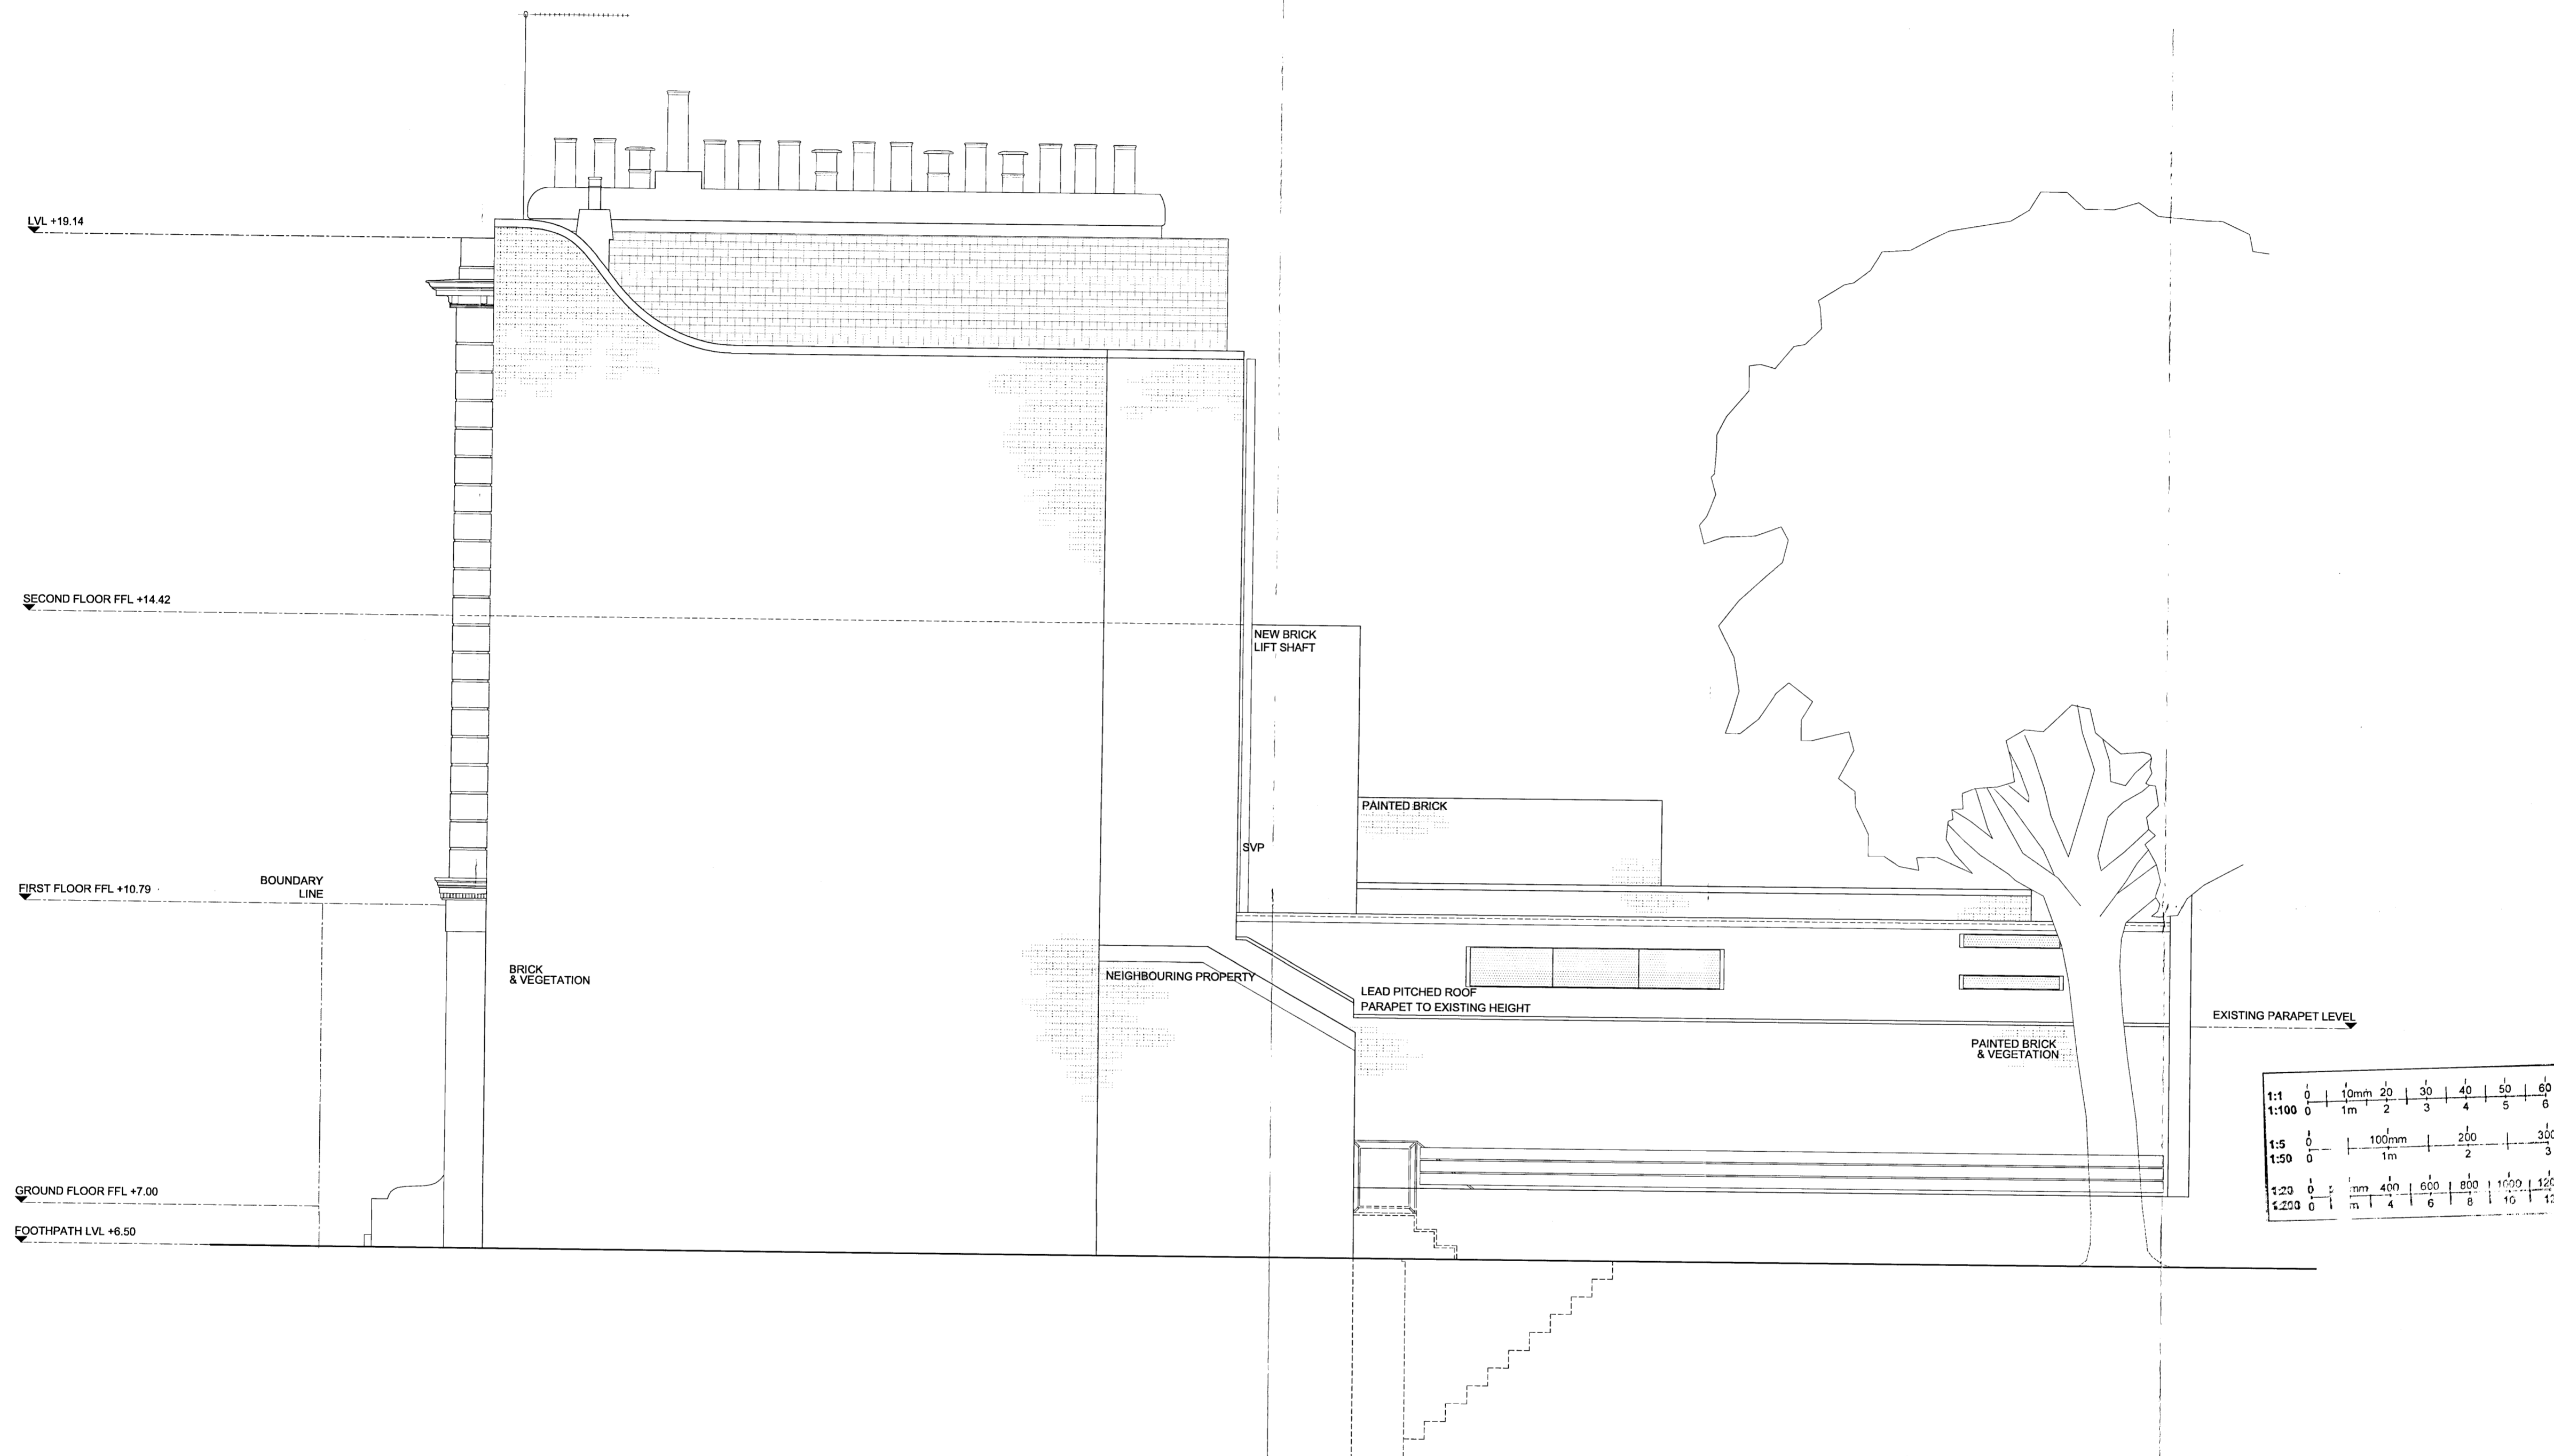 LVL +19.14
SECOND FLOOR FFL +14.42
NEW BRICK
LIFT SHAFT
PAINTED BRICK
SVP
FIRST FLOOR FFL +10.79
BOUNDARY
LINE
BRICK
& VEGETATION
NEIGHBOURING PROPERTY
LEAD PITCHED ROOF
PARAPET TO EXISTING HEIGHT
EXISTING PARAPET LEVEL
PAINTED BRICK
& VEGETATION
GROUND FLOOR FFL +7.00
FOOTPATH LVL +6.50
1:1 0 10mm 20 30 40 50 60
1:100 0 1m 2 3 4 5 6
1:5 0 100mm 200 300
1:50 0 1m 2 3
1:20 0 mm 400 600 800 1000 120
1:200 0 m 4 6 8 10 12